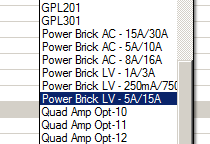 GPL201
GPL301
Power Brick AC - 15A/30A
Power Brick AC - 5A/10A
Power Brick AC - 8A/16A
Power Brick LV - 1A/3A
Power Brick LV - 250mA/750
Power Brick LV - 5A/15A
Quad Amp Opt-10
Quad Amp Opt-11
Quad Amp Opt-12